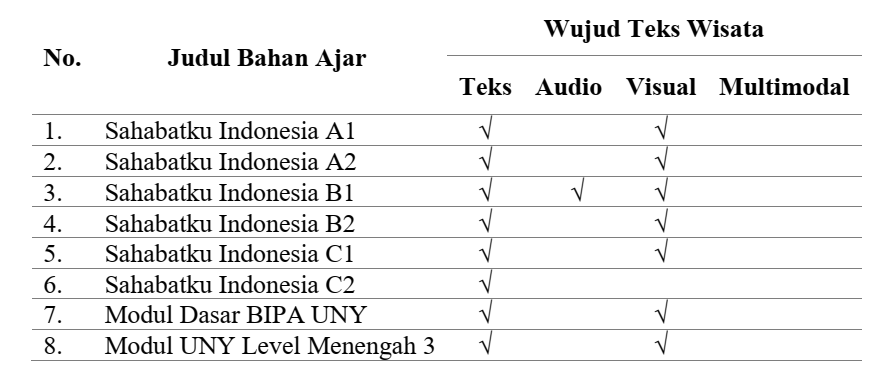 Wujud Teks Wisata
No. Judul Bahan Ajar
Teks Audio Visual Multimodal
1. Sahabatku Indonesia A1 √ √
2. Sahabatku Indonesia A2 √ √
3. Sahabatku Indonesia B1 √ √ √
4. Sahabatku Indonesia B2 √ √
5. Sahabatku Indonesia C1 √ √
6. Sahabatku Indonesia C2 √
7. Modul Dasar BIPA UNY √ √
8. Modul UNY Level Menengah 3 √ √